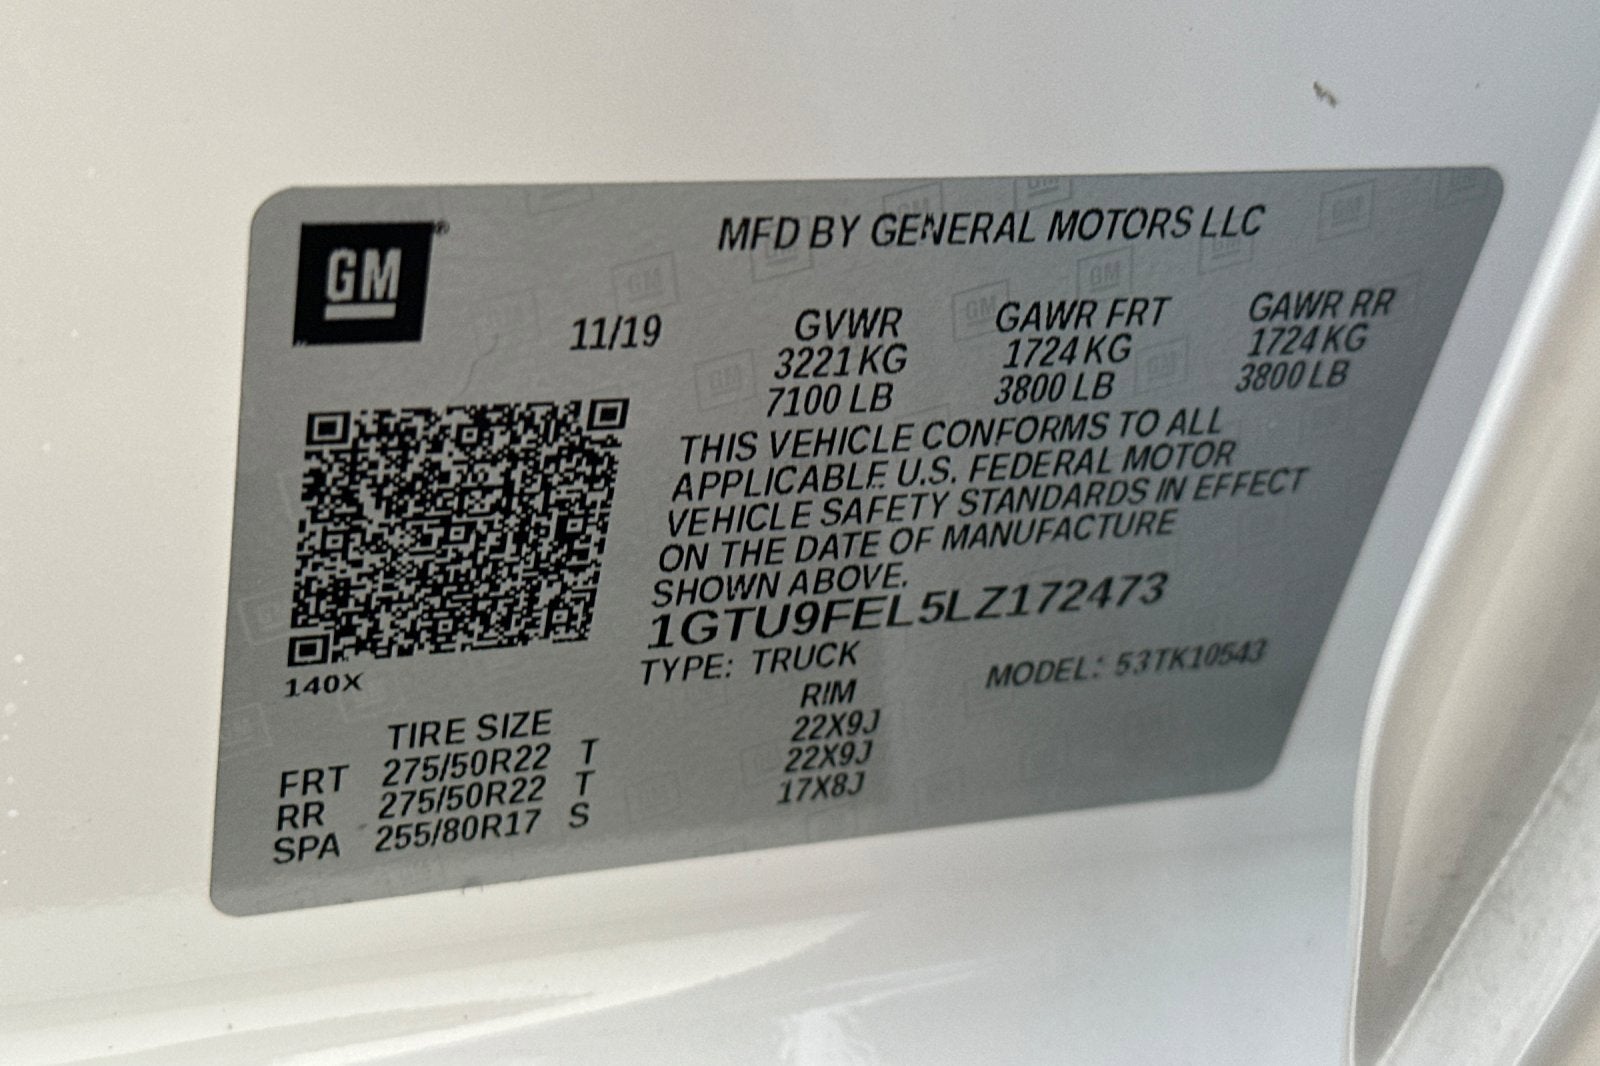 GM®
MFD BY GENERAL MOTORS LLC
11/19 GVWR GAWR FRT GAWR RR
3221 KG 1724 KG 1724 KG
7100 LB 3800 LB 3800 LB
THIS VEHICLE CONFORMS TO ALL
APPLICABLE U.S. FEDERAL MOTOR
VEHICLE SAFETY STANDARDS IN EFFECT
ON THE DATE OF MANUFACTURE
SHOWN ABOVE.
1GTU9FEL5LZ172473
140X
TYPE: TRUCK MODEL: 53TK10543
TIRE SIZE RIM
FRT 275/50R22 T 22X9J
RR 275/50R22 T 22X9J
SPA 255/80R17 S 17X8J